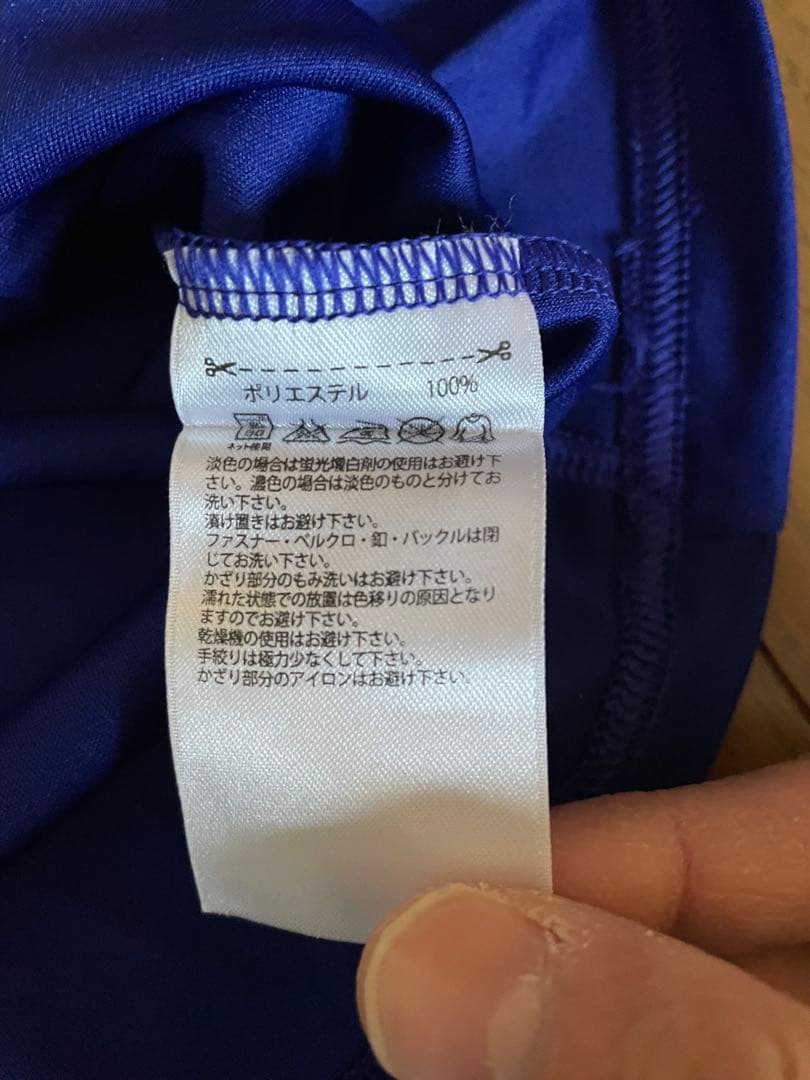 ポリエステル 100%
ネット使用
淡色の場合は蛍光増白剤の使用はお避け下
さい。濃色の場合は淡色のものと分けてお
洗い下さい。
漬け置きはお避け下さい。
ファスナー・ベルクロ・釦・バックルは閉
じてお洗い下さい。
かざり部分のもみ洗いはお避け下さい。
濡れた状態での放置は色移りの原因となり
ますのでお避け下さい。
乾燥機の使用はお避け下さい。
手絞りは極力少なくして下さい。
かざり部分のアイロンはお避け下さい。